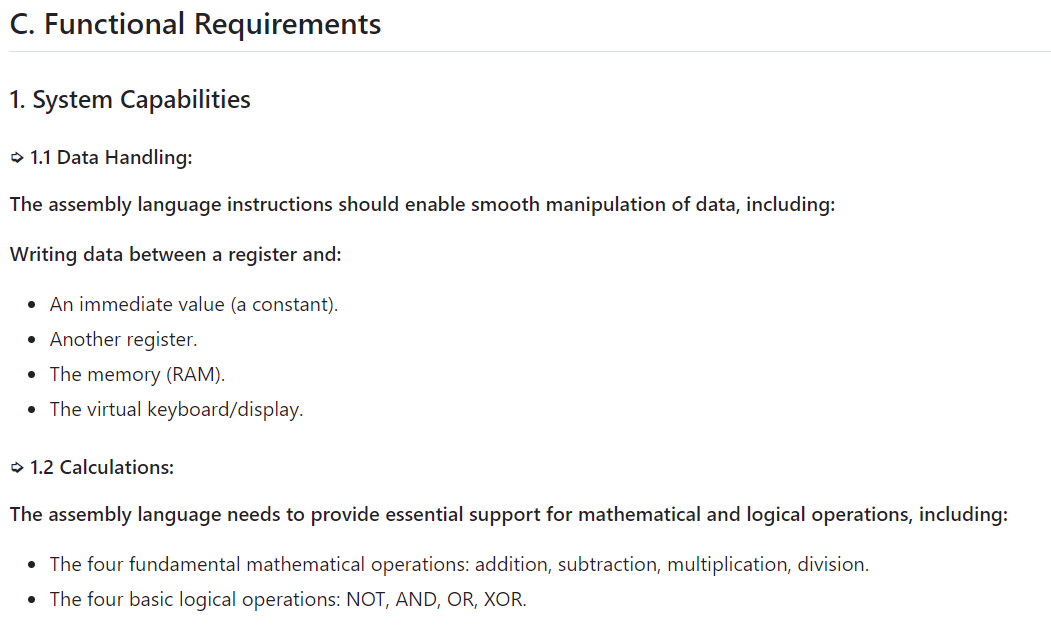 C. Functional Requirements
1. System Capabilities
➭ 1.1 Data Handling:
The assembly language instructions should enable smooth manipulation of data, including:
Writing data between a register and:
• An immediate value (a constant).
• Another register.
• The memory (RAM).
• The virtual keyboard/display.
➭ 1.2 Calculations:
The assembly language needs to provide essential support for mathematical and logical operations, including:
• The four fundamental mathematical operations: addition, subtraction, multiplication, division.
• The four basic logical operations: NOT, AND, OR, XOR.